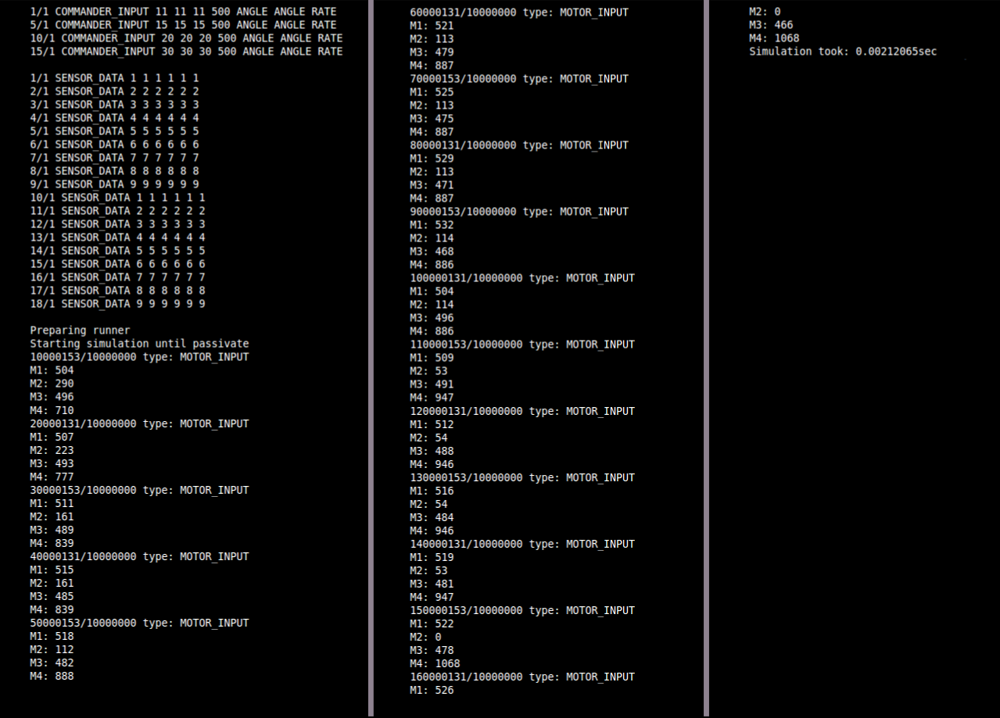 1/1 COMMANDER_INPUT 11 11 11 500 ANGLE ANGLE RATE
5/1 COMMANDER_INPUT 15 15 15 500 ANGLE ANGLE RATE
10/1 COMMANDER_INPUT 20 20 20 500 ANGLE ANGLE RATE
15/1 COMMANDER_INPUT 30 30 30 500 ANGLE ANGLE RATE
1/1 SENSOR_DATA 1 1 1 1 1 1
2/1 SENSOR_DATA 2 2 2 2 2 2
3/1 SENSOR_DATA 3 3 3 3 3 3
4/1 SENSOR_DATA 4 4 4 4 4 4
5/1 SENSOR_DATA 5 5 5 5 5 5
6/1 SENSOR_DATA 6 6 6 6 6 6
7/1 SENSOR_DATA 7 7 7 7 7 7
8/1 SENSOR_DATA 8 8 8 8 8 8
9/1 SENSOR_DATA 9 9 9 9 9 9
10/1 SENSOR_DATA 1 1 1 1 1 1
11/1 SENSOR_DATA 2 2 2 2 2 2
12/1 SENSOR_DATA 3 3 3 3 3 3
13/1 SENSOR_DATA 4 4 4 4 4 4
14/1 SENSOR_DATA 5 5 5 5 5 5
15/1 SENSOR_DATA 6 6 6 6 6 6
16/1 SENSOR_DATA 7 7 7 7 7 7
17/1 SENSOR_DATA 8 8 8 8 8 8
18/1 SENSOR_DATA 9 9 9 9 9 9
Preparing runner
Starting simulation until passivate
10000153/10000000 type: MOTOR_INPUT
M1: 504
M2: 290
M3: 496
M4: 710
20000131/10000000 type: MOTOR_INPUT
M1: 507
M2: 223
M3: 493
M4: 777
30000153/10000000 type: MOTOR_INPUT
M1: 511
M2: 161
M3: 489
M4: 839
40000131/10000000 type: MOTOR_INPUT
M1: 515
M2: 161
M3: 485
M4: 839
50000153/10000000 type: MOTOR_INPUT
M1: 518
M2: 112
M3: 482
M4: 888
60000131/10000000 type: MOTOR_INPUT
M1: 521
M2: 113
M3: 479
M4: 887
70000153/10000000 type: MOTOR_INPUT
M1: 525
M2: 113
M3: 475
M4: 887
80000131/10000000 type: MOTOR_INPUT
M1: 529
M2: 113
M3: 471
M4: 887
90000153/10000000 type: MOTOR_INPUT
M1: 532
M2: 114
M3: 468
M4: 886
100000131/10000000 type: MOTOR_INPUT
M1: 504
M2: 114
M3: 496
M4: 886
110000153/10000000 type: MOTOR_INPUT
M1: 509
M2: 53
M3: 491
M4: 947
120000131/10000000 type: MOTOR_INPUT
M1: 512
M2: 54
M3: 488
M4: 946
130000153/10000000 type: MOTOR_INPUT
M1: 516
M2: 54
M3: 484
M4: 946
140000131/10000000 type: MOTOR_INPUT
M1: 519
M2: 53
M3: 481
M4: 947
150000153/10000000 type: MOTOR_INPUT
M1: 522
M2: 0
M3: 478
M4: 1068
160000131/10000000 type: MOTOR_INPUT
M1: 526
M2: 0
M3: 466
M4: 1068
Simulation took: 0.00212065sec